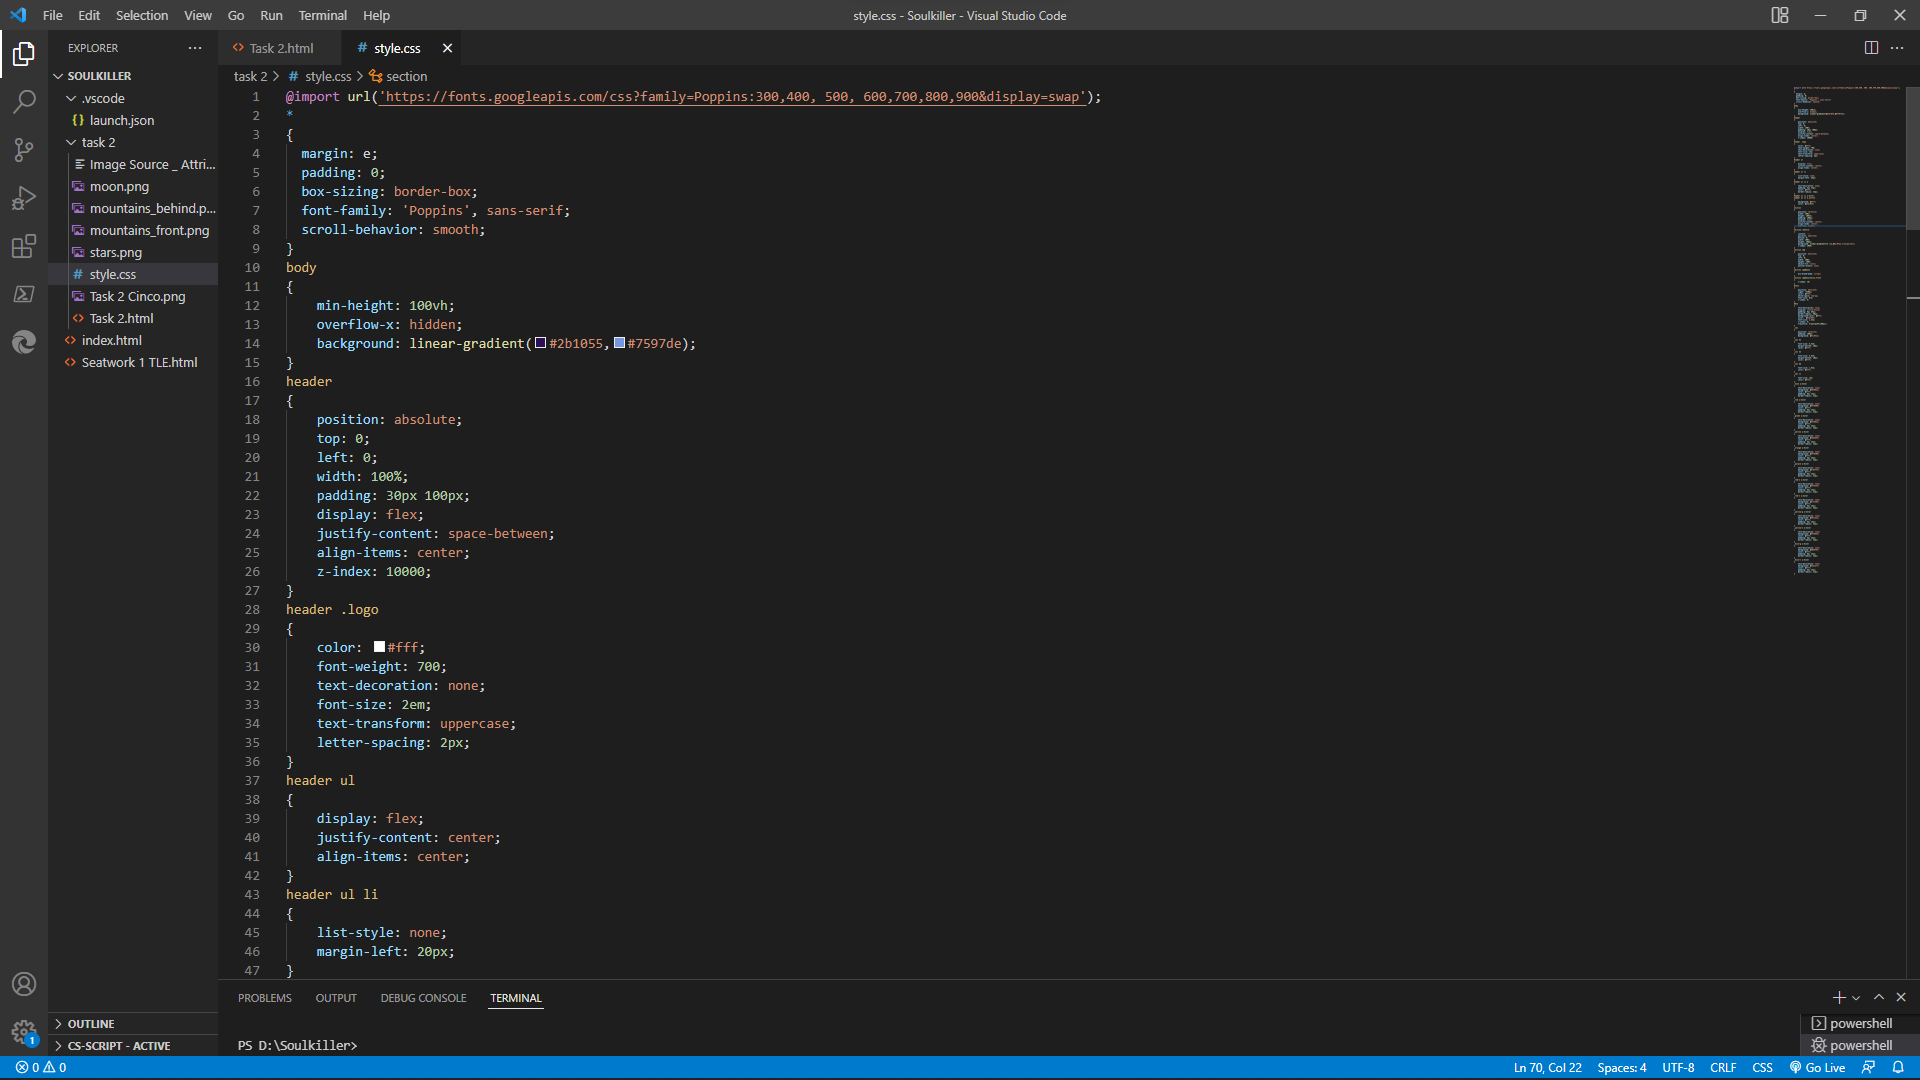 File Edit Selection View Go Run Terminal Help
style.css - Soulkiller - Visual Studio Code
EXPLORER
SOULKILLER
.vscode
launch.json
task 2
Image Source _ Attri...
moon.png
mountains_behind.p...
mountains_front.png
stars.png
style.css
Task 2 Cinco.png
Task 2.html
index.html
Seatwork 1 TLE.html
OUTLINE
CS-SCRIPT - ACTIVE
Task 2.html # style.css
task 2 > # style.css > section
1 @import url('https://fonts.googleapis.com/css?family=Poppins:300,400, 500, 600,700,800,900&display=swap');
2 *
3 {
4 margin: e;
5 padding: 0;
6 box-sizing: border-box;
7 font-family: 'Poppins', sans-serif;
8 scroll-behavior: smooth;
9 }
10 body
11 {
12 min-height: 100vh;
13 overflow-x: hidden;
14 background: linear-gradient(#2b1055,#7597de);
15 }
16 header
17 {
18 position: absolute;
19 top: 0;
20 left: 0;
21 width: 100%;
22 padding: 30px 100px;
23 display: flex;
24 justify-content: space-between;
25 align-items: center;
26 z-index: 10000;
27 }
28 header .logo
29 {
30 color: #fff;
31 font-weight: 700;
32 text-decoration: none;
33 font-size: 2em;
34 text-transform: uppercase;
35 letter-spacing: 2px;
36 }
37 header ul
38 {
39 display: flex;
40 justify-content: center;
41 align-items: center;
42 }
43 header ul li
44 {
45 list-style: none;
46 margin-left: 20px;
47 }
PROBLEMS OUTPUT DEBUG CONSOLE TERMINAL
PS D:\Soulkiller>
powershell
powershell
1
0 0
Ln 70, Col 22 Spaces: 4 UTF-8 CRLF CSS Go Live